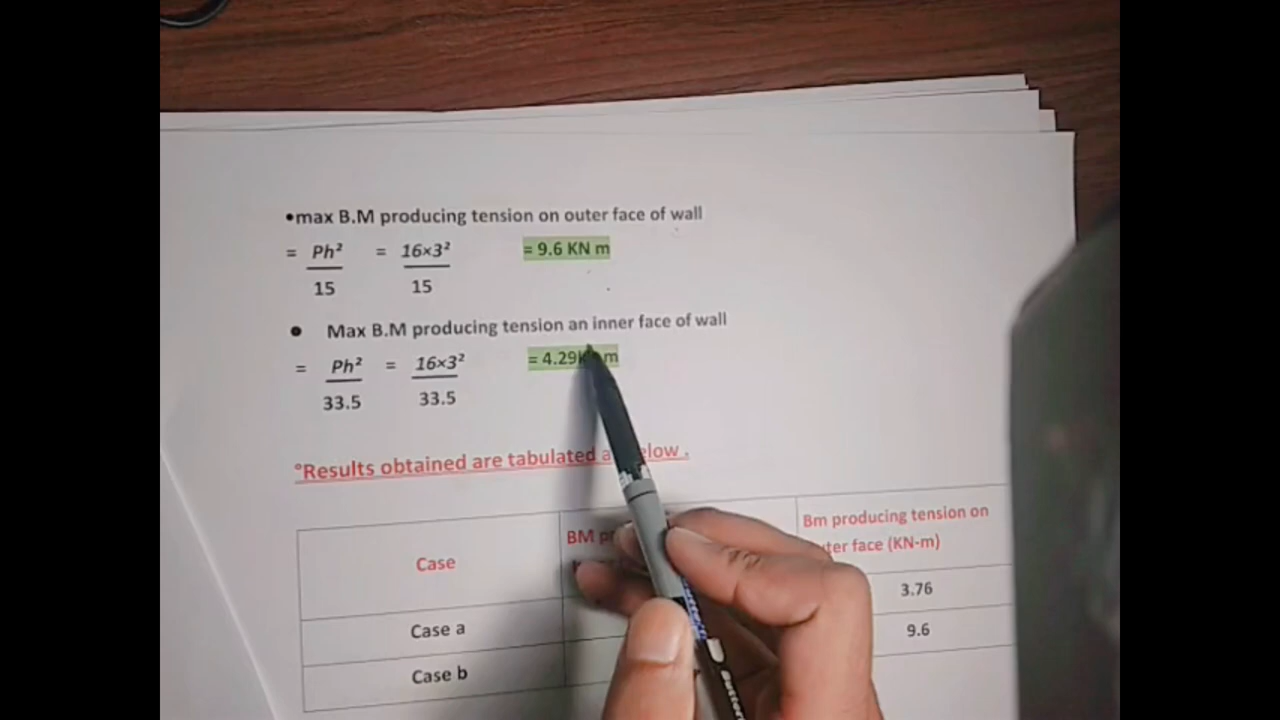 •max B.M producing tension on outer face of wall
= Ph² = 16×3² = 9.6 KN m
15 15
● Max B.M producing tension an inner face of wall
= Ph² = 16×3² = 4.29 m
33.5 33.5
°Results obtained are tabulated below .
Case BM Bm producing tension on
face (KN-m)
3.76
Case a 9.6
Case b